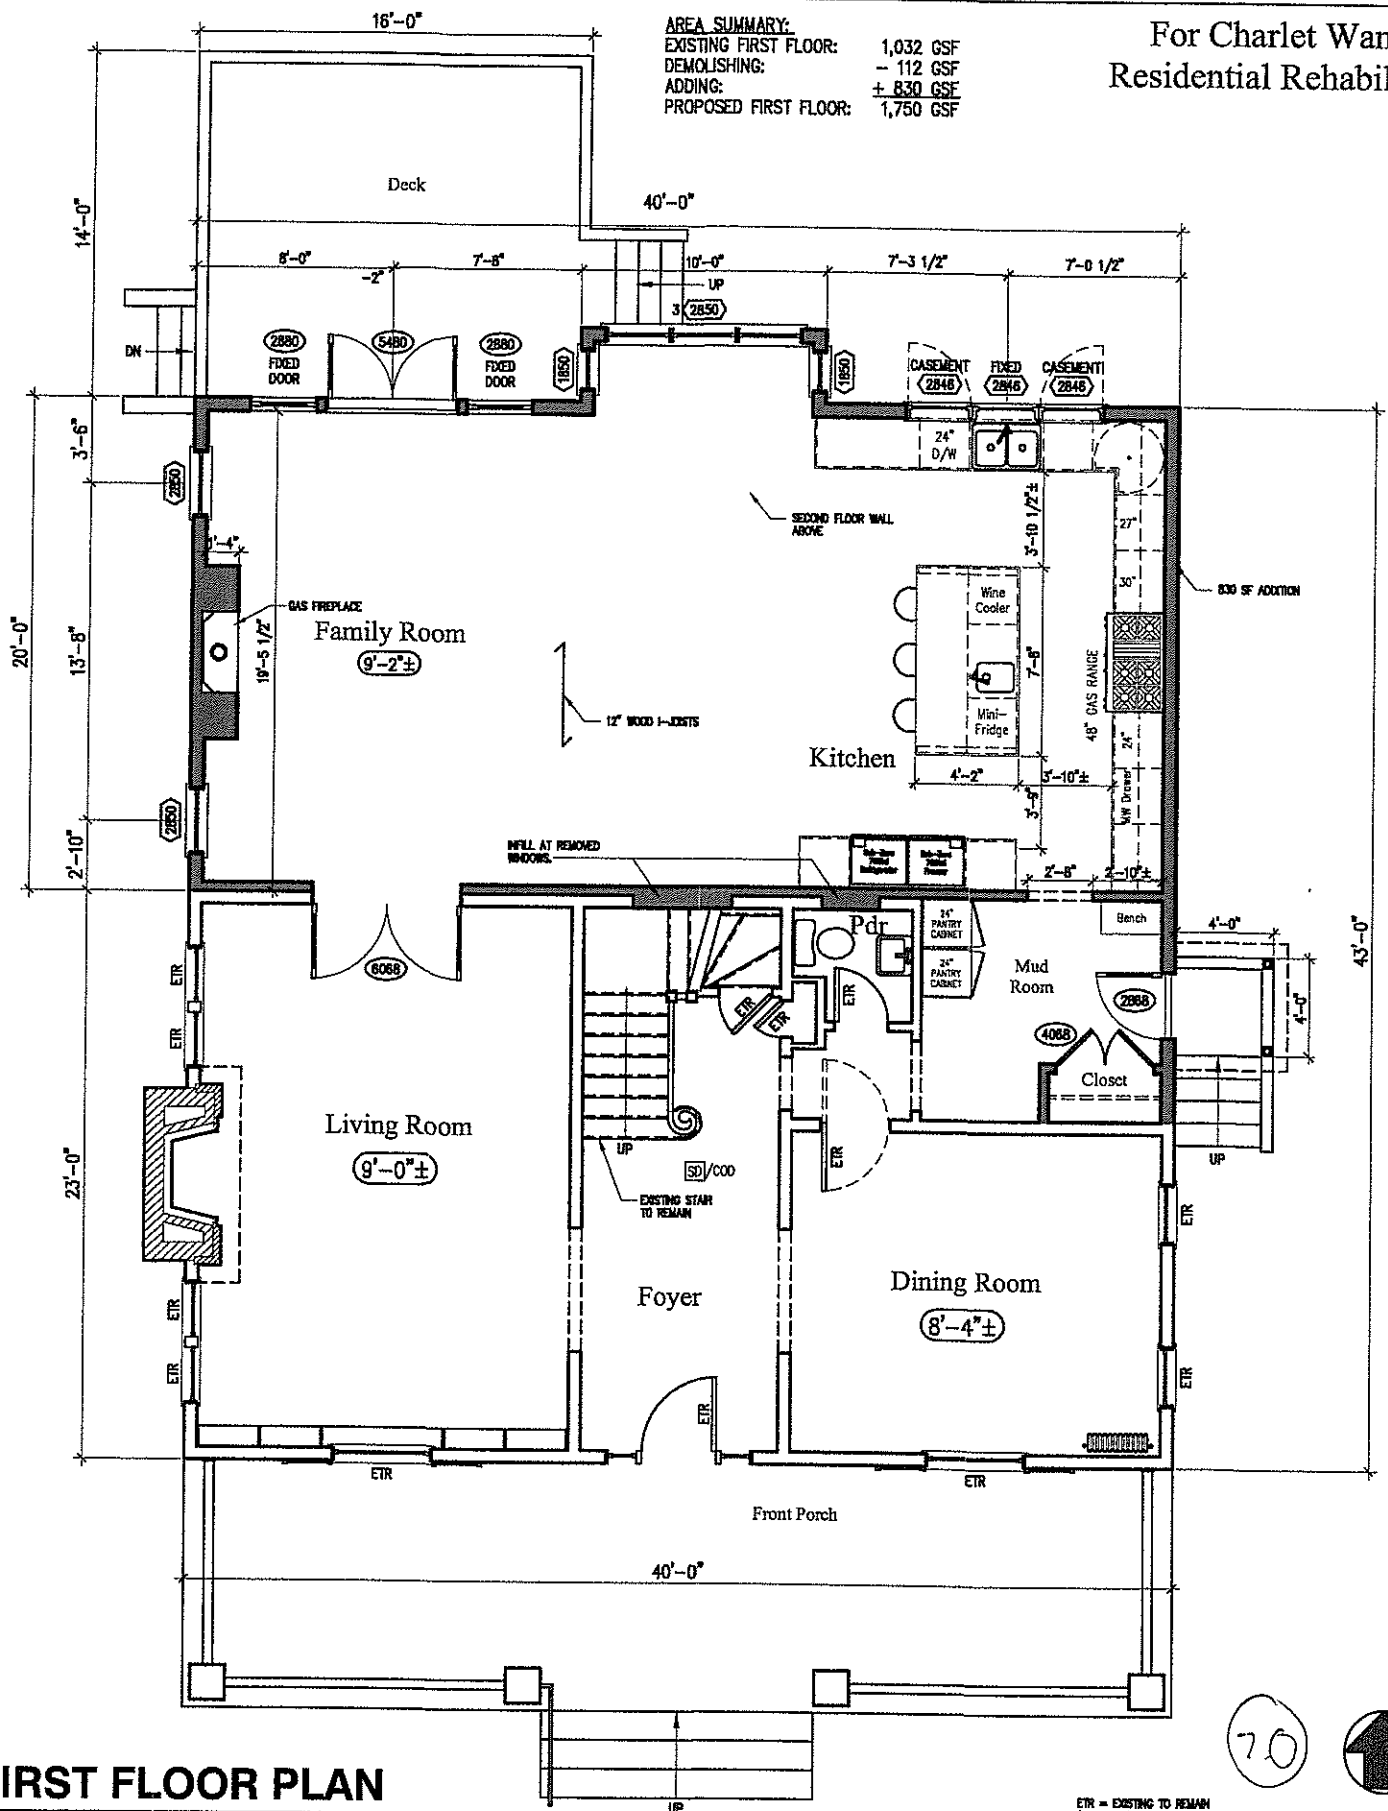 16'-0"
AREA SUMMARY:
EXISTING FIRST FLOOR: 1,032 GSF
DEMOLISHING: - 112 GSF
ADDING: + 830 GSF
PROPOSED FIRST FLOOR: 1,750 GSF
For Charlet Wan
Residential Rehabil
Deck
14'-0"
40'-0"
8'-0"
-2"
7'-8"
10'-0"
7'-3 1/2"
7'-0 1/2"
UP
3 2850
DN
2880
FIXED
DOOR
5480
2880
FIXED
DOOR
1850
1850
CASEMENT
2846
FIXED
2846
CASEMENT
2846
3'-6"
2850
24"
D/W
SECOND FLOOR WALL
ABOVE
3'-10 1/2"±
27"
30"
830 SF ADDITION
1'-4"
GAS FIREPLACE
Family Room
9'-2"±
19'-5 1/2"
20'-0"
13'-8"
Wine
Cooler
7'-6"
48" GAS RANGE
12" WOOD I-JOISTS
Mini-
Fridge
24"
Kitchen
4'-2"
3'-10"±
MW Drawer
3'-9"
2850
2'-10"
INFILL AT REMOVED
WINDOWS.
2'-8"
2'-10"±
Pdr
24"
PANTRY
CABINET
24"
PANTRY
CABINET
Bench
4'-0"
43'-0"
6068
ETR
ETR
Mud
Room
2868
4'-0"
ETR
ETR
ETR
4068
Closet
Living Room
9'-0"±
UP
SD/COD
ETR
UP
EXISTING STAIR
TO REMAIN
23'-0"
ETR
Foyer
Dining Room
8'-4"±
ETR
ETR
ETR
ETR
ETR
ETR
Front Porch
40'-0"
70
IRST FLOOR PLAN
UP
ETR = EXISTING TO REMAIN